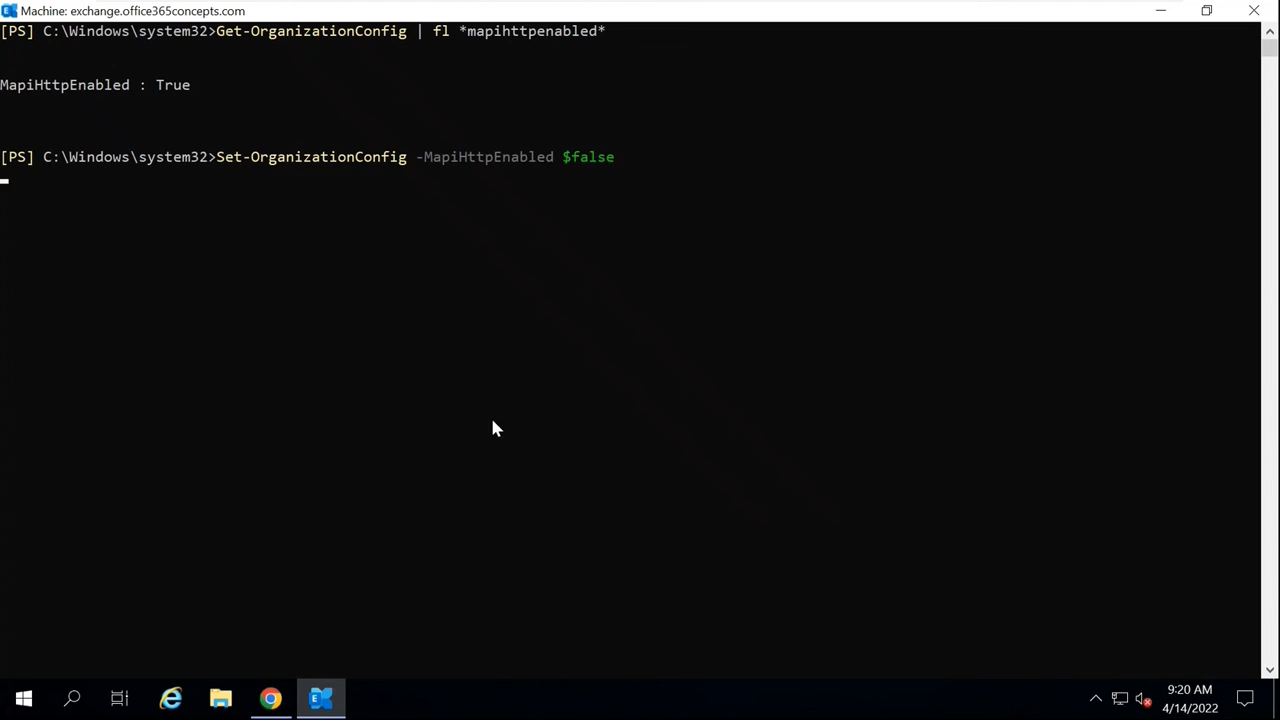 Machine: exchange.office365concepts.com
[PS] C:\Windows\system32>Get-OrganizationConfig | fl *mapihttpenabled*
MapiHttpEnabled : True
[PS] C:\Windows\system32>Set-OrganizationConfig -MapiHttpEnabled $false
9:20 AM
4/14/2022